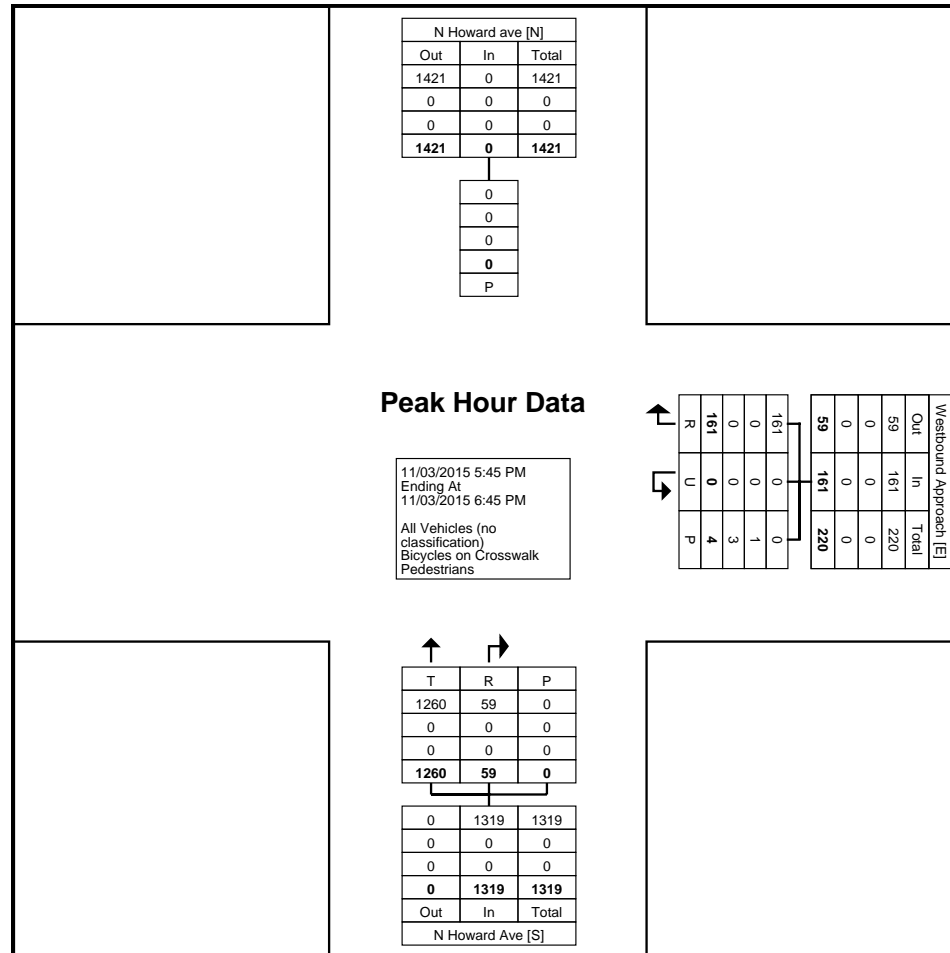 N Howard ave [N]
Out In Total
1421 0 1421
0 0 0
0 0 0
1421 0 1421
0
0
0
0
P
Peak Hour Data
11/03/2015 5:45 PM
Ending At
11/03/2015 6:45 PM
All Vehicles (no
classification)
Bicycles on Crosswalk
Pedestrians
Westbound Approach [E]
Out In Total
59 161 220
0 0 0
0 0 0
59 161 220
161 0 0
0 0 1
0 0 3
161 0 4
R U P
T R P
1260 59 0
0 0 0
0 0 0
1260 59 0
0 1319 1319
0 0 0
0 0 0
0 1319 1319
Out In Total
N Howard Ave [S]